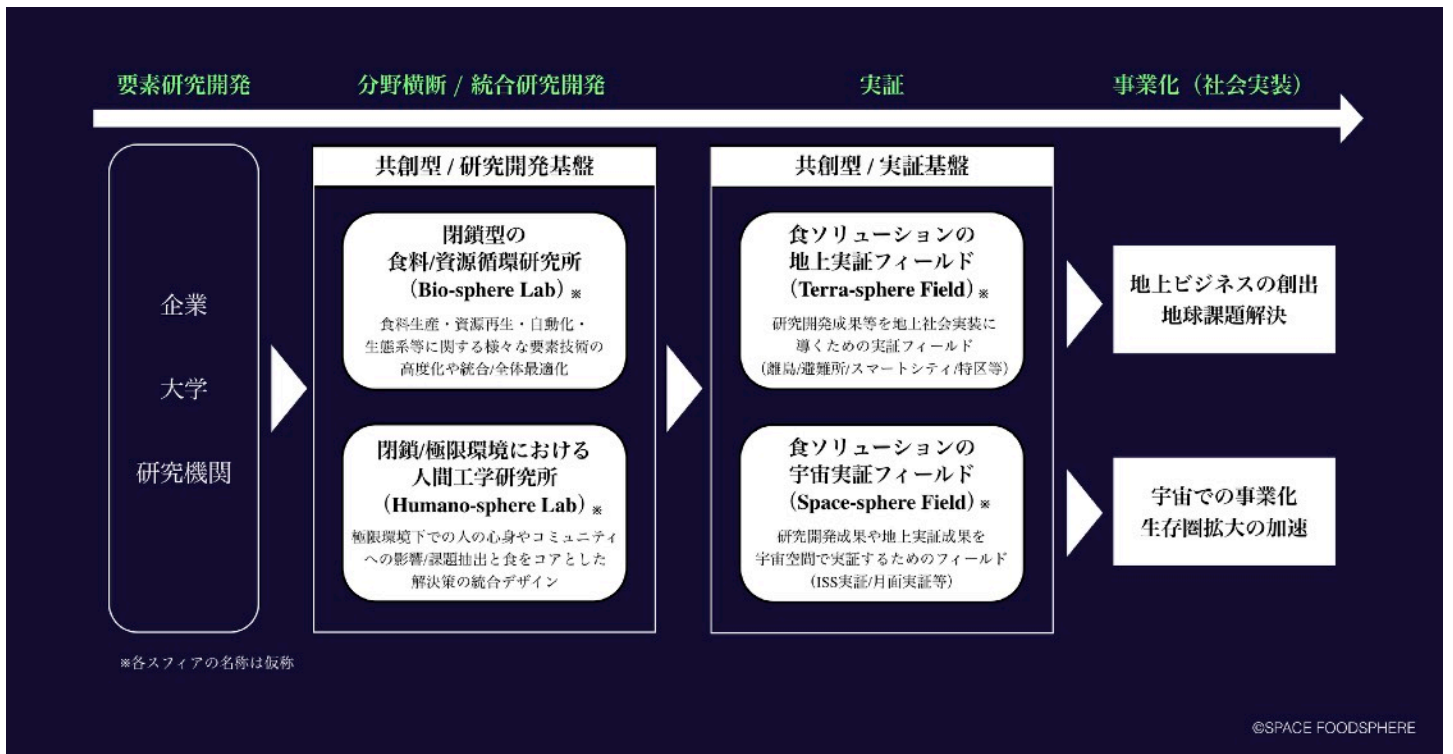 要素研究開発
分野横断 / 統合研究開発
実証
事業化（社会実装）
企業
大学
研究機関
共創型 / 研究開発基盤
閉鎖型の
食料/資源循環研究所
（Bio-sphere Lab）※
食料生産・資源再生・自動化・
生態系等に関する様々な要素技術の
高度化や統合/全体最適化
閉鎖/極限環境における
人間工学研究所
（Humano-sphere Lab）※
極限環境下での人の心身やコミュニティ
への影響/課題抽出と食をコアとした
解決策の統合デザイン
共創型 / 実証基盤
食ソリューションの
地上実証フィールド
（Terra-sphere Field）※
研究開発成果等を地上社会実装に
導くための実証フィールド
（離島/避難所/スマートシティ/特区等）
食ソリューションの
宇宙実証フィールド
（Space-sphere Field）※
研究開発成果や地上実証成果を
宇宙空間で実証するためのフィールド
（ISS実証/月面実証等）
地上ビジネスの創出
地球課題解決
宇宙での事業化
生存圏拡大の加速
※各スフィアの名称は仮称
©SPACE FOODSPHERE